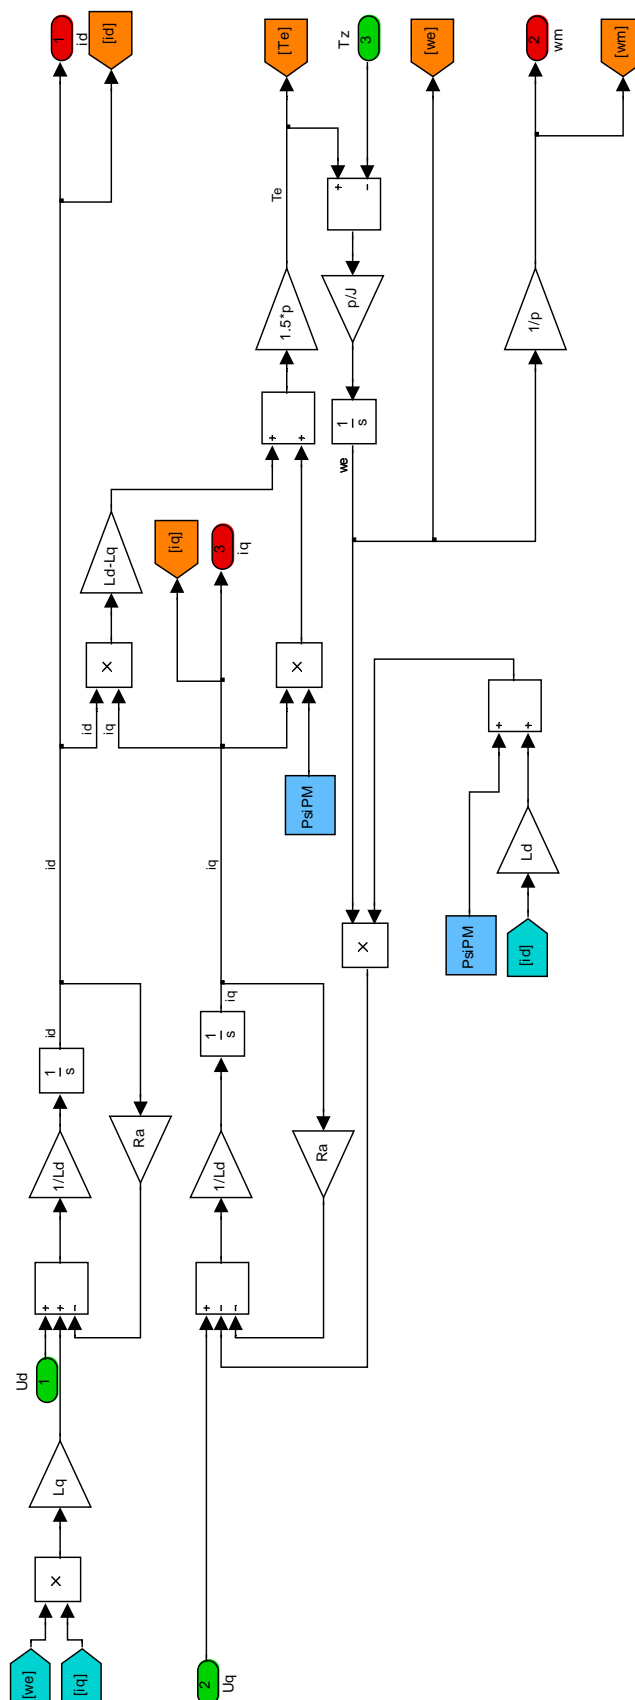 [we]
[iq]
×
Lq
Ud
1
+
+
-
1/Ld
1
s
id
Ra
id
id
iq
×
Ld-Lq
1
id
[id]
2
Uq
+
-
-
1/Ld
1
s
iq
Ra
iq
[iq]
3
iq
PsiPM
×
+
+
1.5*p
Te
[Te]
3
Tz
+
-
p/J
1
s
we
×
[we]
PsiPM
[id]
Ld
+
+
1/p
2
wm
[wm]